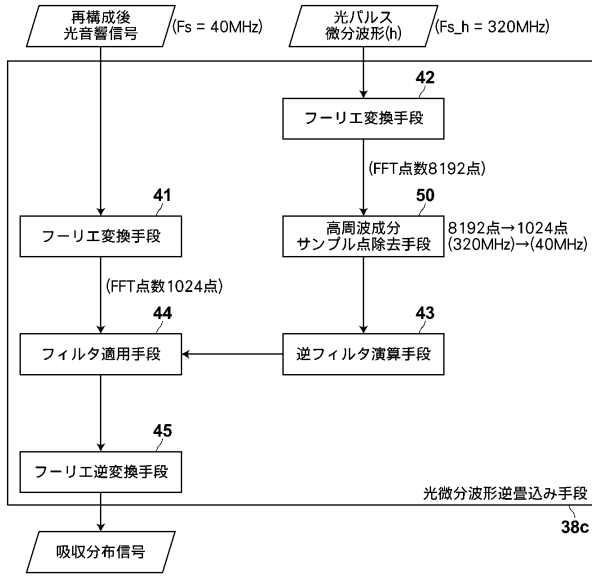 再構成後
光音響信号
(Fs = 40MHz)
光パルス
微分波形(h)
(Fs_h = 320MHz)
42
フーリエ変換手段
(FFT点数8192点)
41
フーリエ変換手段
50
高周波成分
サンプル点除去手段
8192点→1024点
(320MHz)→(40MHz)
(FFT点数1024点)
44
フィルタ適用手段
43
逆フィルタ演算手段
45
フーリエ逆変換手段
光微分波形逆畳込み手段
38c
吸収分布信号